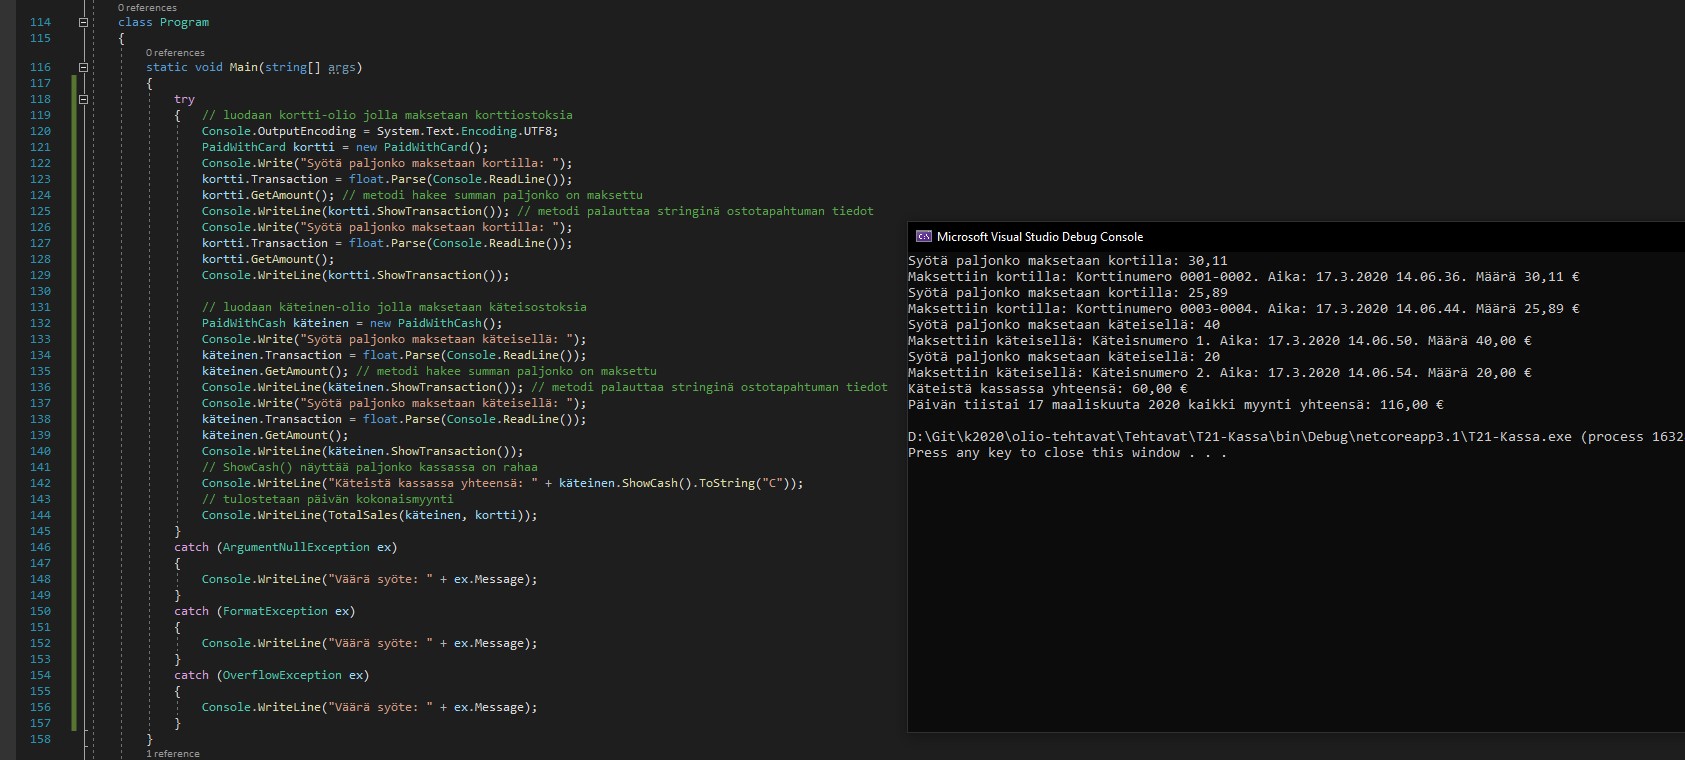 0 references
114 class Program
115 {
0 references
116 static void Main(string[] args)
117 {
118 try
119 { // luodaan kortti-olio jolla maksetaan korttiostoksia
120 Console.OutputEncoding = System.Text.Encoding.UTF8;
121 PaidWithCard kortti = new PaidWithCard();
122 Console.Write("Syötä paljonko maksetaan kortilla: ");
123 kortti.Transaction = float.Parse(Console.ReadLine());
124 kortti.GetAmount(); // metodi hakee summan paljonko on maksettu
125 Console.WriteLine(kortti.ShowTransaction()); // metodi palauttaa stringinä ostotapahtuman tiedot
126 Console.Write("Syötä paljonko maksetaan kortilla: ");
127 kortti.Transaction = float.Parse(Console.ReadLine());
128 kortti.GetAmount();
129 Console.WriteLine(kortti.ShowTransaction());
130
131 // luodaan käteinen-olio jolla maksetaan käteisostoksia
132 PaidWithCash käteinen = new PaidWithCash();
133 Console.Write("Syötä paljonko maksetaan käteisellä: ");
134 käteinen.Transaction = float.Parse(Console.ReadLine());
135 käteinen.GetAmount(); // metodi hakee summan paljonko on maksettu
136 Console.WriteLine(käteinen.ShowTransaction()); // metodi palauttaa stringinä ostotapahtuman tiedot
137 Console.Write("Syötä paljonko maksetaan käteisellä: ");
138 käteinen.Transaction = float.Parse(Console.ReadLine());
139 käteinen.GetAmount();
140 Console.WriteLine(käteinen.ShowTransaction());
141 // ShowCash() näyttää paljonko kassassa on rahaa
142 Console.WriteLine("Käteistä kassassa yhteensä: " + käteinen.ShowCash().ToString("C"));
143 // tulostetaan päivän kokonaismyynti
144 Console.WriteLine(TotalSales(käteinen, kortti));
145 }
146 catch (ArgumentNullException ex)
147 {
148 Console.WriteLine("Väärä syöte: " + ex.Message);
149 }
150 catch (FormatException ex)
151 {
152 Console.WriteLine("Väärä syöte: " + ex.Message);
153 }
154 catch (OverflowException ex)
155 {
156 Console.WriteLine("Väärä syöte: " + ex.Message);
157 }
158 }
1 reference
Microsoft Visual Studio Debug Console
Syötä paljonko maksetaan kortilla: 30,11
Maksettiin kortilla: Korttinumero 0001-0002. Aika: 17.3.2020 14.06.36. Määrä 30,11 €
Syötä paljonko maksetaan kortilla: 25,89
Maksettiin kortilla: Korttinumero 0003-0004. Aika: 17.3.2020 14.06.44. Määrä 25,89 €
Syötä paljonko maksetaan käteisellä: 40
Maksettiin käteisellä: Käteisnumero 1. Aika: 17.3.2020 14.06.50. Määrä 40,00 €
Syötä paljonko maksetaan käteisellä: 20
Maksettiin käteisellä: Käteisnumero 2. Aika: 17.3.2020 14.06.54. Määrä 20,00 €
Käteistä kassassa yhteensä: 60,00 €
Päivän tiistai 17 maaliskuuta 2020 kaikki myynti yhteensä: 116,00 €
D:\Git\k2020\olio-tehtavat\Tehtavat\T21-Kassa\bin\Debug\netcoreapp3.1\T21-Kassa.exe (process 1632
Press any key to close this window . . .